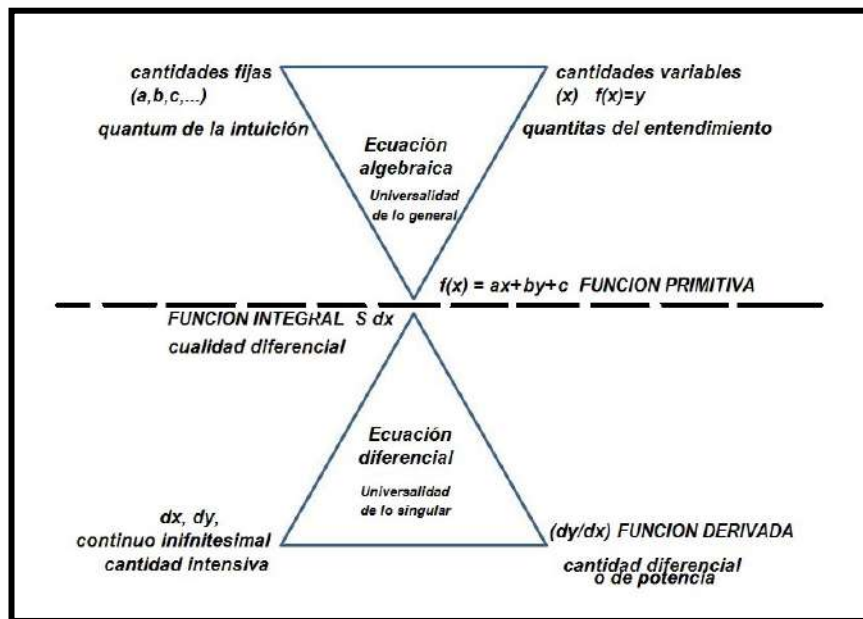 cantidades fijas
(a,b,c,...)
quantum de la intuición
cantidades variables
(x) f(x)=y
quantitas del entendimiento
Ecuación
algebraica
Universalidad
de lo general
f(x) = ax+by+c FUNCION PRIMITIVA
FUNCION INTEGRAL S dx
cualidad diferencial
Ecuación
diferencial
Universalidad
de lo singular
dx, dy,
continuo inifnitesimal
cantidad intensiva
(dy/dx) FUNCION DERIVADA
cantidad diferencial
o de potencia